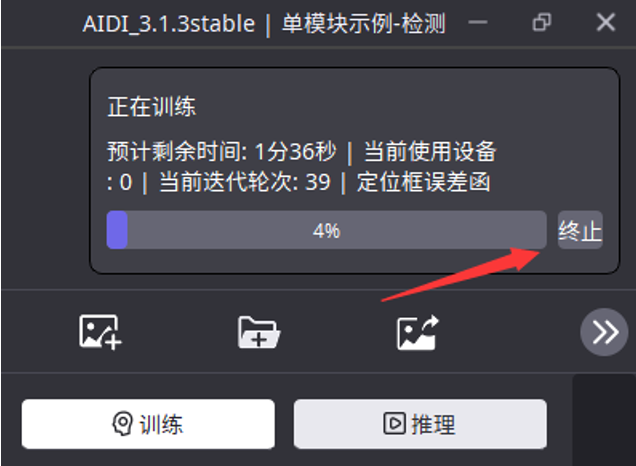 AIDI_3.1.3stable | 单模块示例-检测
正在训练
预计剩余时间: 1分36秒 | 当前使用设备
: 0 | 当前迭代轮次: 39 | 定位框误差函
4%
终止
训练
推理